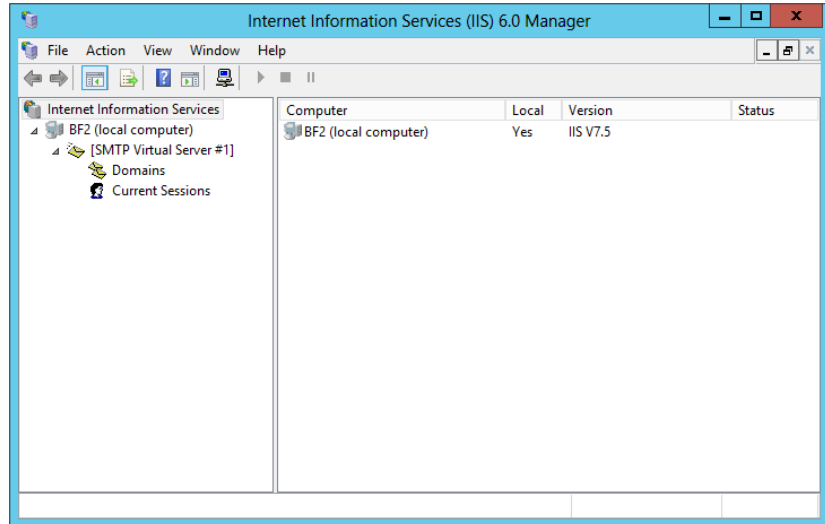 Internet Information Services (IIS) 6.0 Manager
File Action View Window Help
Internet Information Services
BF2 (local computer)
[SMTP Virtual Server #1]
Domains
Current Sessions
Computer Local Version Status
BF2 (local computer) Yes IIS V7.5